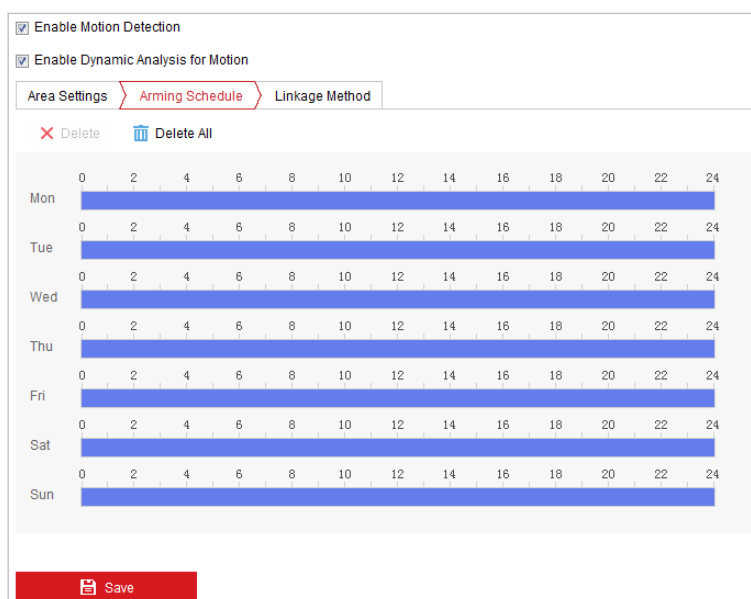 Enable Motion Detection
Enable Dynamic Analysis for Motion
Area Settings Arming Schedule Linkage Method
Delete Delete All
0 2 4 6 8 10 12 14 16 18 20 22 24
Mon
0 2 4 6 8 10 12 14 16 18 20 22 24
Tue
0 2 4 6 8 10 12 14 16 18 20 22 24
Wed
0 2 4 6 8 10 12 14 16 18 20 22 24
Thu
0 2 4 6 8 10 12 14 16 18 20 22 24
Fri
0 2 4 6 8 10 12 14 16 18 20 22 24
Sat
0 2 4 6 8 10 12 14 16 18 20 22 24
Sun
Save